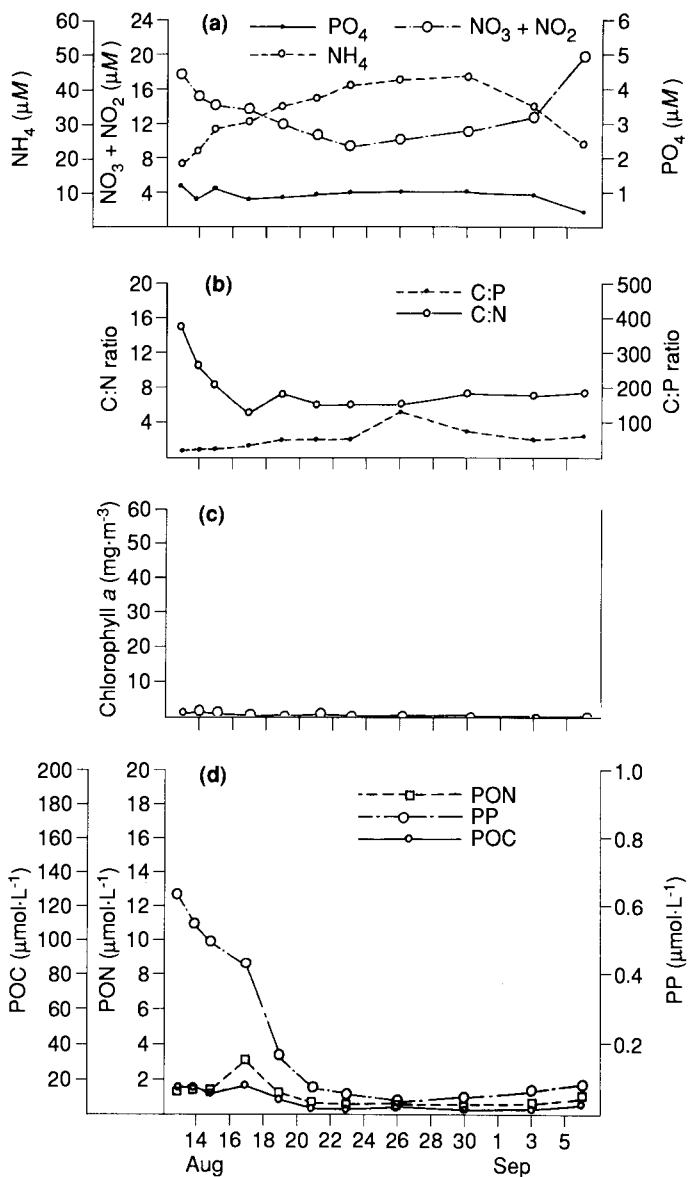 (a)
PO4
NO3 + NO2
NH4
NH4 (µM)
60
50
40
30
20
10
NO3 + NO2 (µM)
24
20
16
12
8
4
PO4 (µM)
6
5
4
3
2
1
(b)
C:P
C:N
C:N ratio
20
16
12
8
4
C:P ratio
500
400
300
200
100
(c)
Chlorophyll a (mg·m-3)
60
50
40
30
20
10
(d)
PON
PP
POC
POC (µmol·L-1)
200
180
160
140
120
100
80
60
40
20
PON (µmol·L-1)
20
18
16
14
12
10
8
6
4
2
PP (µmol·L-1)
1.0
0.8
0.6
0.4
0.2
14 16 18 20 22 24 26 28 30 1 3 5
Aug Sep